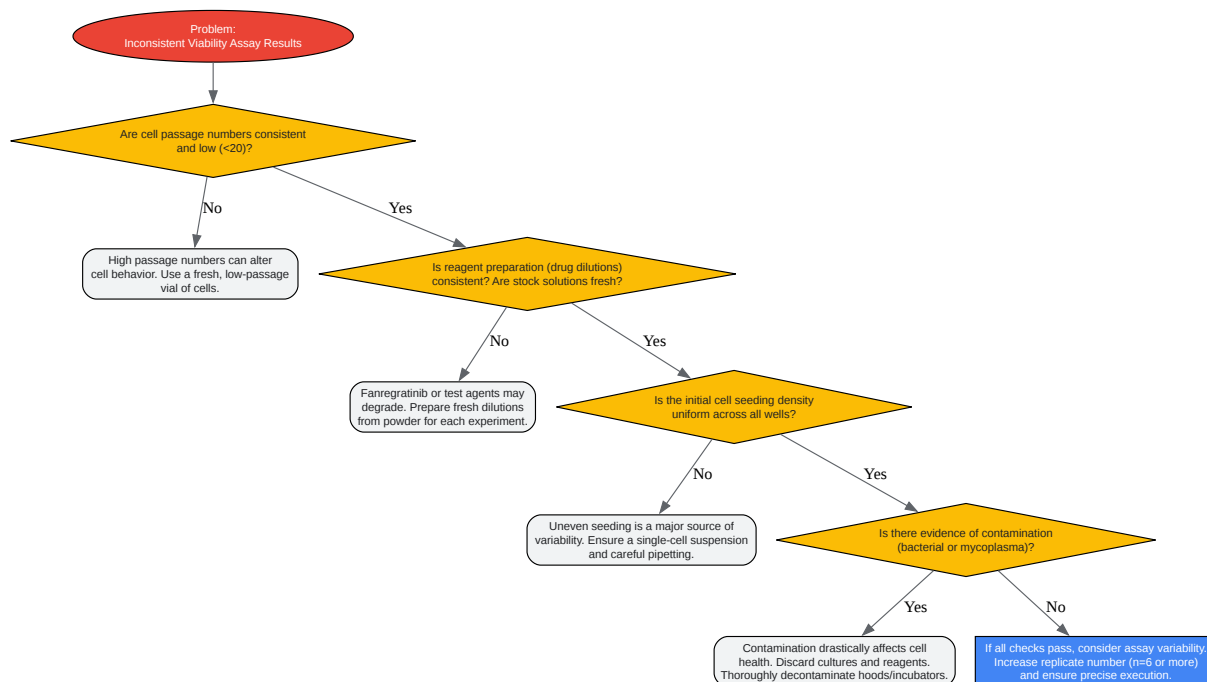 Problem:
Inconsistent Viability Assay Results
Are cell passage numbers consistent
and low (<20)?
No
Yes
High passage numbers can alter
cell behavior. Use a fresh, low-passage
vial of cells.
Is reagent preparation (drug dilutions)
consistent? Are stock solutions fresh?
No
Yes
Fanregratinib or test agents may
degrade. Prepare fresh dilutions
from powder for each experiment.
Is the initial cell seeding density
uniform across all wells?
No
Yes
Uneven seeding is a major source of
variability. Ensure a single-cell suspension
and careful pipetting.
Is there evidence of contamination
(bacterial or mycoplasma)?
Yes
No
Contamination drastically affects cell
health. Discard cultures and reagents.
Thoroughly decontaminate hoods/incubators.
If all checks pass, consider assay variability.
Increase replicate number (n=6 or more)
and ensure precise execution.